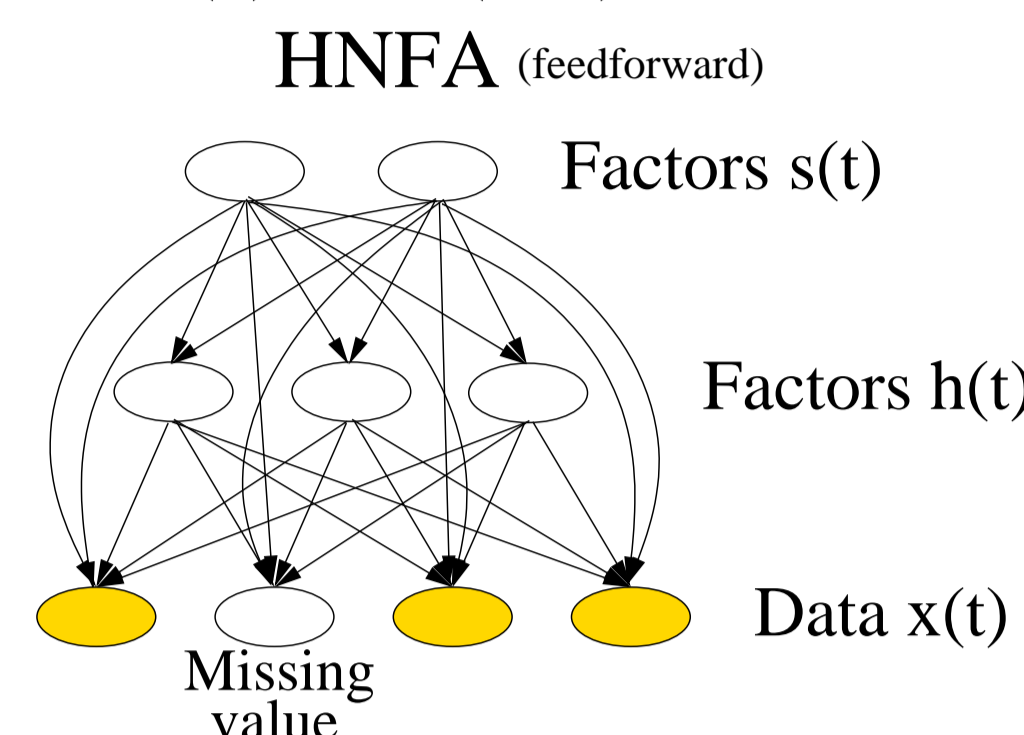 HNFA (feedforward)
Factors s(t)
Factors h(t)
Data x(t)
Missing
value